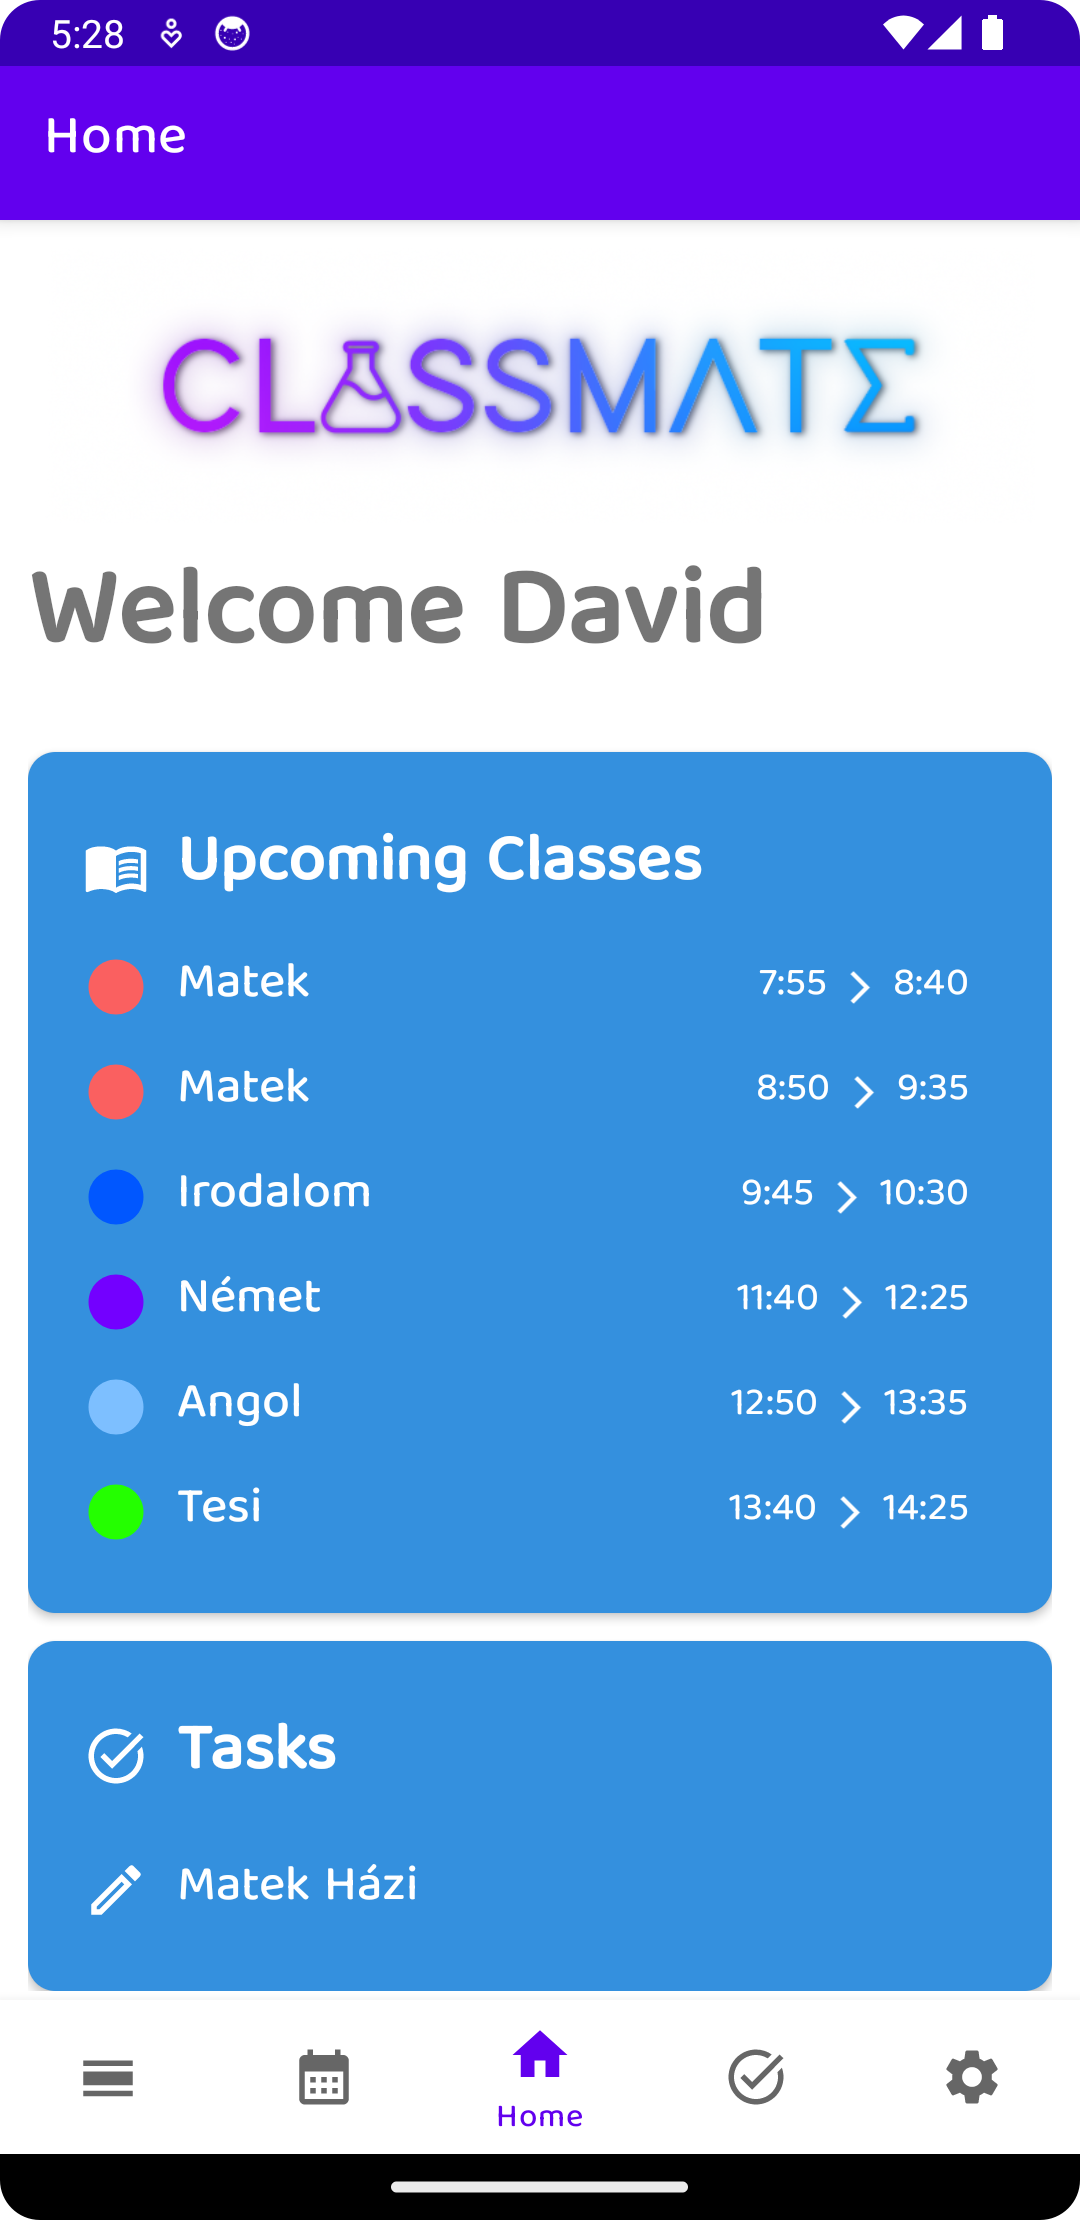 5:28
Home
CLASSMATE
Welcome David
Upcoming Classes
Matek 7:55 8:40
Matek 8:50 9:35
Irodalom 9:45 10:30
Német 11:40 12:25
Angol 12:50 13:35
Tesi 13:40 14:25
Tasks
Matek Házi
Home